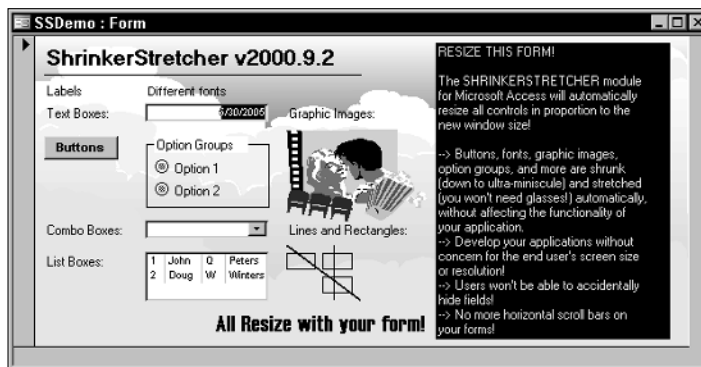 SSDemo : Form
ShrinkerStretcher v2000.9.2
Labels
Different fonts
Text Boxes:
6/30/2005
Graphic Images:
Buttons
Option Groups
Option 1
Option 2
Combo Boxes:
Lines and Rectangles:
List Boxes:
1 John Q Peters
2 Doug W Winters
All Resize with your form!
RESIZE THIS FORM!
The SHRINKERSTRETCHER module
for Microsoft Access will automatically
resize all controls in proportion to the
new window size!
--> Buttons, fonts, graphic images,
option groups, and more are shrunk
(down to ultra-miniscule) and stretched
(you won't need glasses!) automatically,
without affecting the functionality of
your application.
--> Develop your applications without
concern for the end user's screen size
or resolution!
--> Users won't be able to accidentally
hide fields!
--> No more horizontal scroll bars on
your forms!